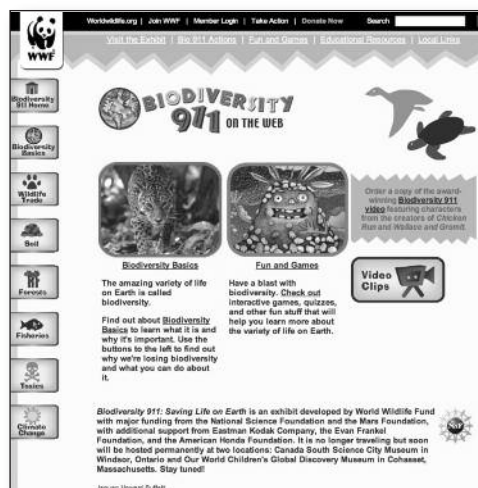 Worldwildlife.org | Join WWF | Member Login | Take Action | Donate Now Search
Visit the Exhibit | Bio 911 Actions | Fun and Games | Educational Resources | Local Links
WWF
Biodiversity
911 Home
Biodiversity
Basics
Wildlife
Trade
Soil
Forests
Fisheries
Toxics
Climate
Change
BIODIVERSITY
911 ON THE WEB
Order a copy of the award-
winning Biodiversity 911
video featuring characters
from the creators of Chicken
Run and Wallace and Gromit.
Video
Clips
Biodiversity Basics
The amazing variety of life
on Earth is called
biodiversity.
Find out about Biodiversity
Basics to learn what it is and
why it's important. Use the
buttons to the left to find out
why we're losing biodiversity
and what you can do about
it.
Fun and Games
Have a blast with
biodiversity. Check out
interactive games, quizzes,
and other fun stuff that will
help you learn more about
the variety of life on Earth.
Biodiversity 911: Saving Life on Earth is an exhibit developed by World Wildlife Fund
with major funding from the National Science Foundation and the Mars Foundation,
with additional support from Eastman Kodak Company, the Evan Frankel
Foundation, and the American Honda Foundation. It is no longer traveling but soon
will be hosted permanently at two locations: Canada South Science City Museum in
Windsor, Ontario and Our World Children's Global Discovery Museum in Cohasset,
Massachusetts. Stay tuned!
NSF